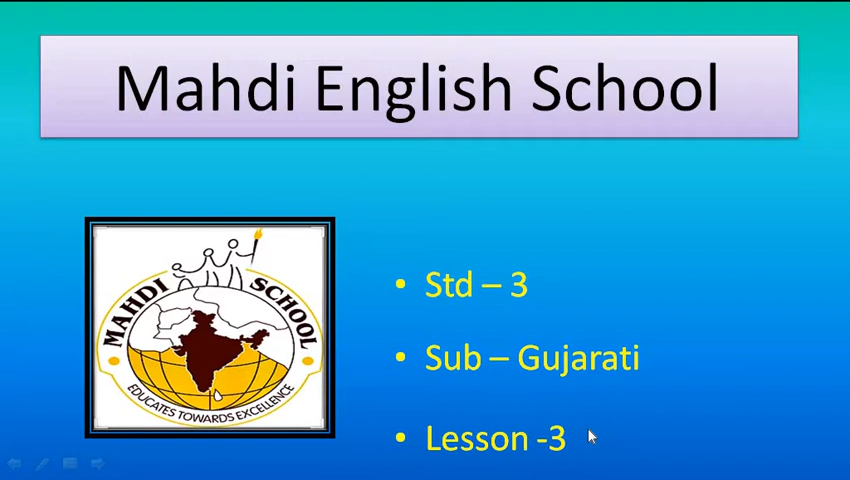 Mahdi English School
MAHDI SCHOOL
EDUCATES TOWARDS EXCELLENCE
• Std – 3
• Sub – Gujarati
• Lesson -3